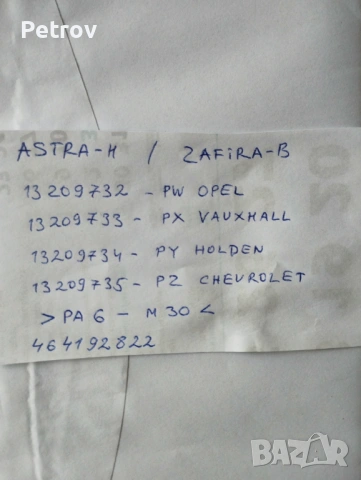 Petrov
ASTRA-H / ZAFIRA-B
13209732 - PW OPEL
13209733 - PX VAUXHALL
13209734 - PY HOLDEN
13209735 - PZ CHEVROLET
>PA 6 - M 30<
464192822
BAZAR